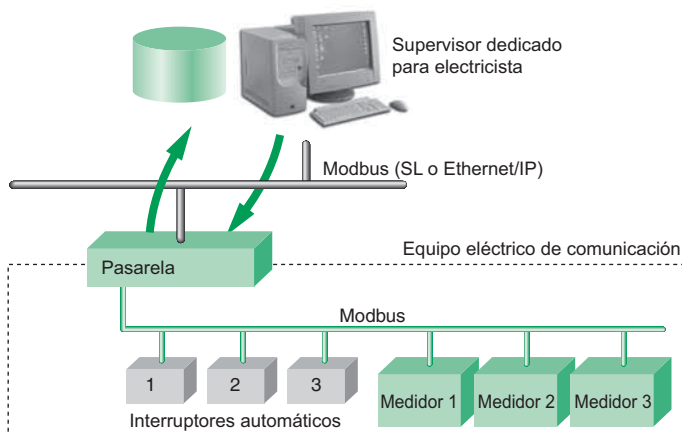 Supervisor dedicado
para electricista
Modbus (SL o Ethernet/IP)
Equipo eléctrico de comunicación
Pasarela
Modbus
1
2
3
Medidor 1
Medidor 2
Medidor 3
Interruptores automáticos